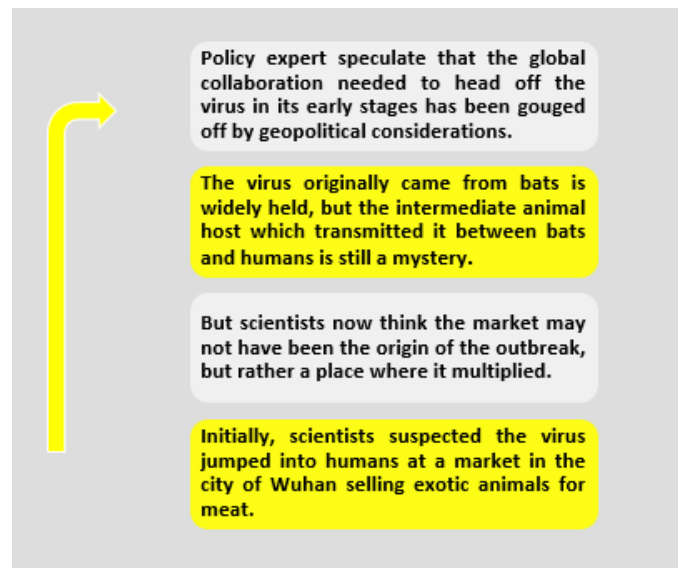 Policy expert speculate that the global
collaboration needed to head off the
virus in its early stages has been gouged
off by geopolitical considerations.
The virus originally came from bats is
widely held, but the intermediate animal
host which transmitted it between bats
and humans is still a mystery.
But scientists now think the market may
not have been the origin of the outbreak,
but rather a place where it multiplied.
Initially, scientists suspected the virus
jumped into humans at a market in the
city of Wuhan selling exotic animals for
meat.